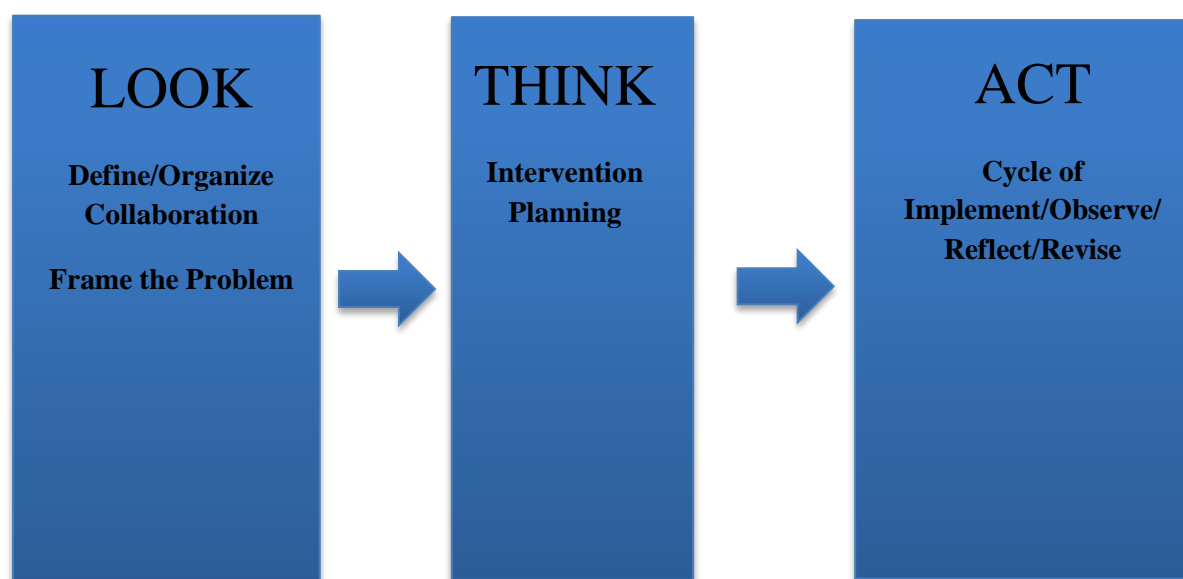 LOOK
Define/Organize
Collaboration
Frame the Problem
THINK
Intervention
Planning
ACT
Cycle of
Implement/Observe/
Reflect/Revise